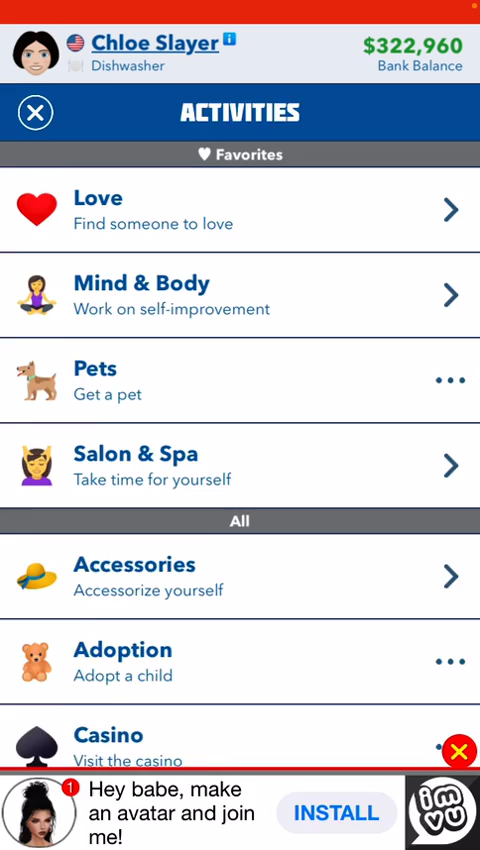 Chloe Slayer i
Dishwasher
$322,960
Bank Balance
ACTIVITIES
Favorites
Love
Find someone to love
Mind & Body
Work on self-improvement
Pets
Get a pet
Salon & Spa
Take time for yourself
All
Accessories
Accessorize yourself
Adoption
Adopt a child
Casino
Visit the casino
1
Hey babe, make
an avatar and join
me!
INSTALL
imvu